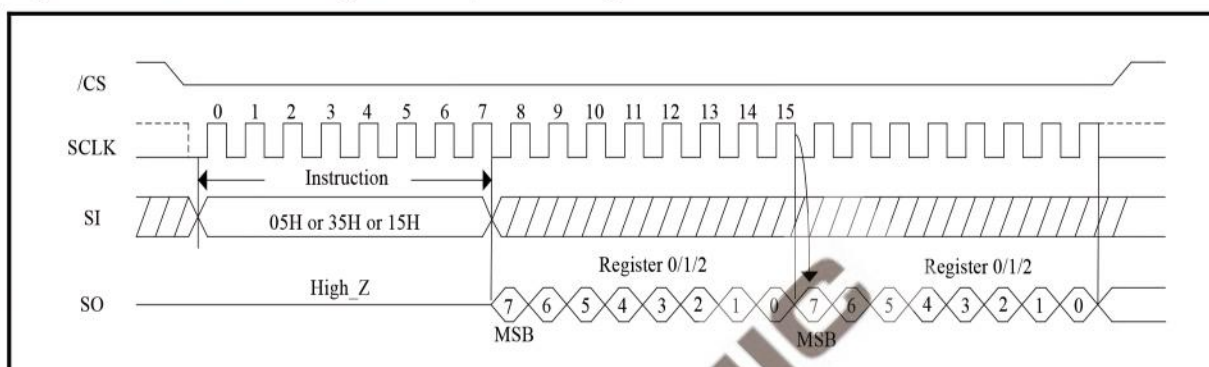 /CS
0 1 2 3 4 5 6 7 8 9 10 11 12 13 14 15
SCLK
Instruction
SI
05H or 35H or 15H
Register 0/1/2 Register 0/1/2
High_Z
SO
7 6 5 4 3 2 1 0 7 6 5 4 3 2 1 0
MSB MSB